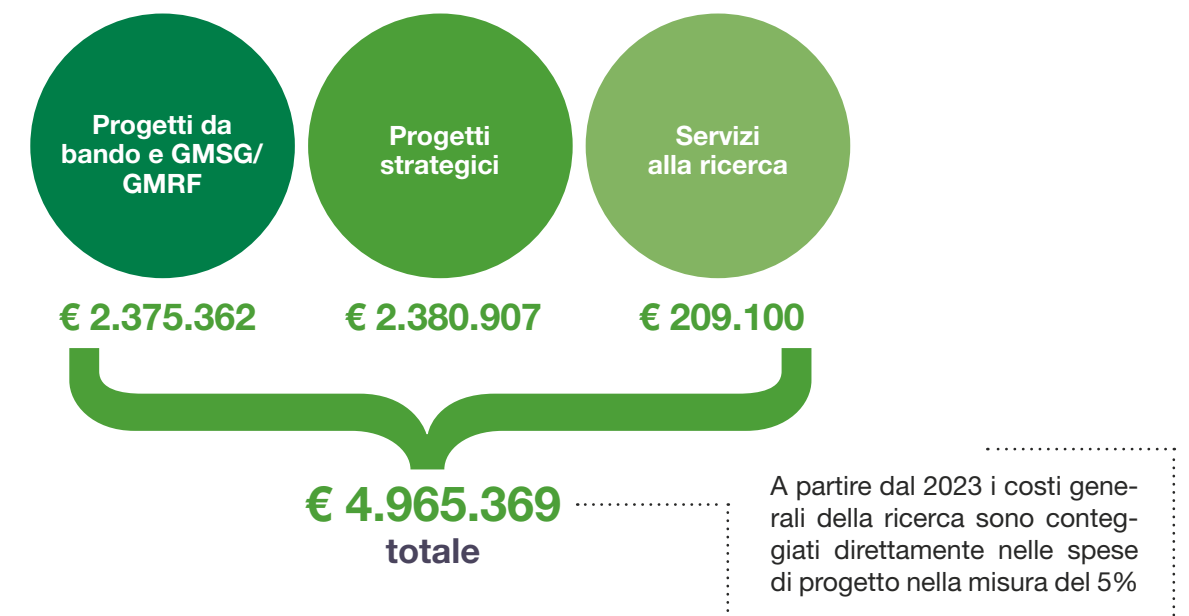 Progetti da
bando e GMSG/
GMRF
Progetti
strategici
Servizi
alla ricerca
€ 2.375.362
€ 2.380.907
€ 209.100
€ 4.965.369
totale
A partire dal 2023 i costi gene-
rali della ricerca sono conteg-
giati direttamente nelle spese
di progetto nella misura del 5%